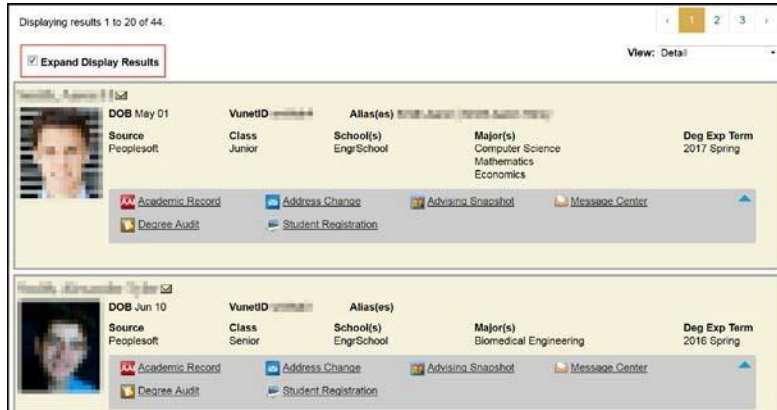 Displaying results 1 to 20 of 44.
‹ 1 2 3 ›
Expand Display Results
View: Detail
DOB May 01 VunetID Alias(es)
Source Class School(s) Major(s) Deg Exp Term
Peoplesoft Junior EngrSchool Computer Science 2017 Spring
Mathematics
Economics
Academic Record Address Change Advising Snapshot Message Center
Degree Audit Student Registration
DOB Jun 10 VunetID Alias(es)
Source Class School(s) Major(s) Deg Exp Term
Peoplesoft Senior EngrSchool Biomedical Engineering 2016 Spring
Academic Record Address Change Advising Snapshot Message Center
Degree Audit Student Registration